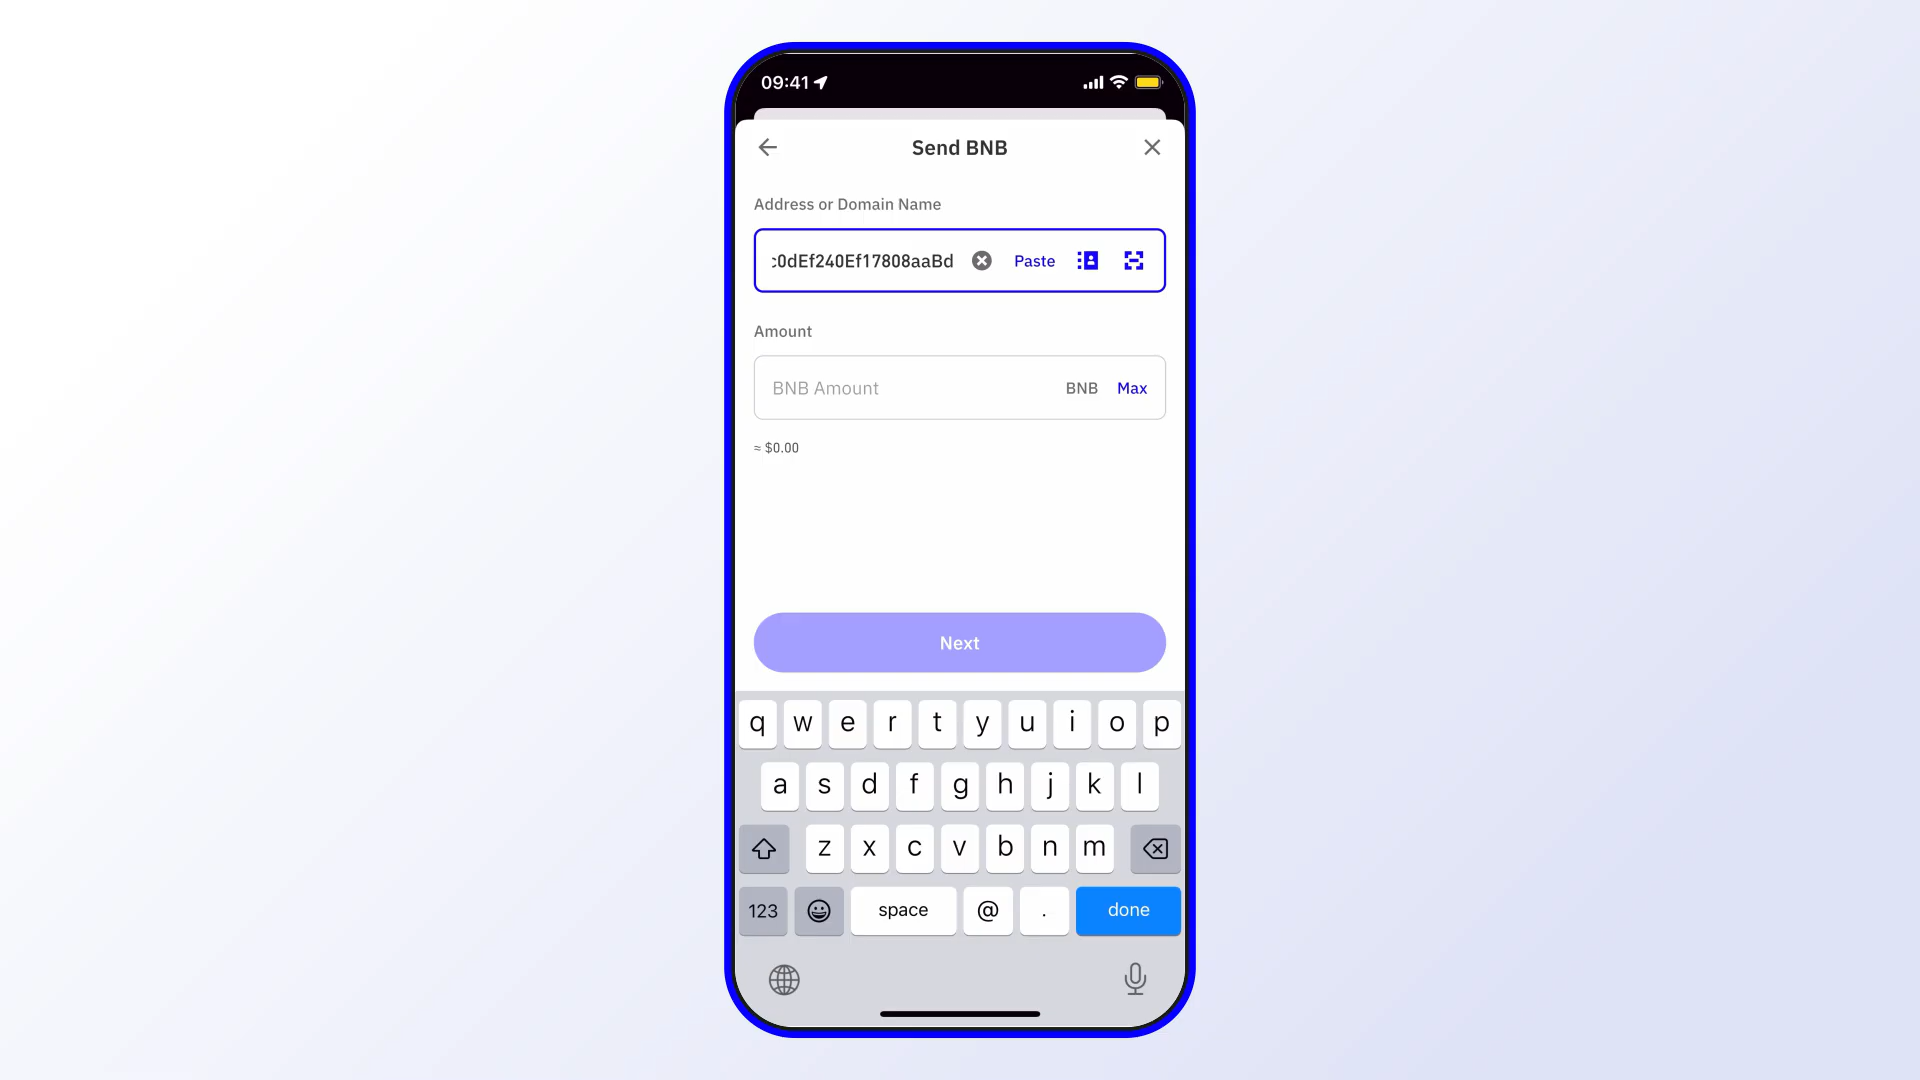 09:41
Send BNB
Address or Domain Name
c0dEf240Ef17808aaBd Paste
Amount
BNB Amount BNB Max
≈ $0.00
Next
q w e r t y u i o p
a s d f g h j k l
z x c v b n m
123 space @ . done